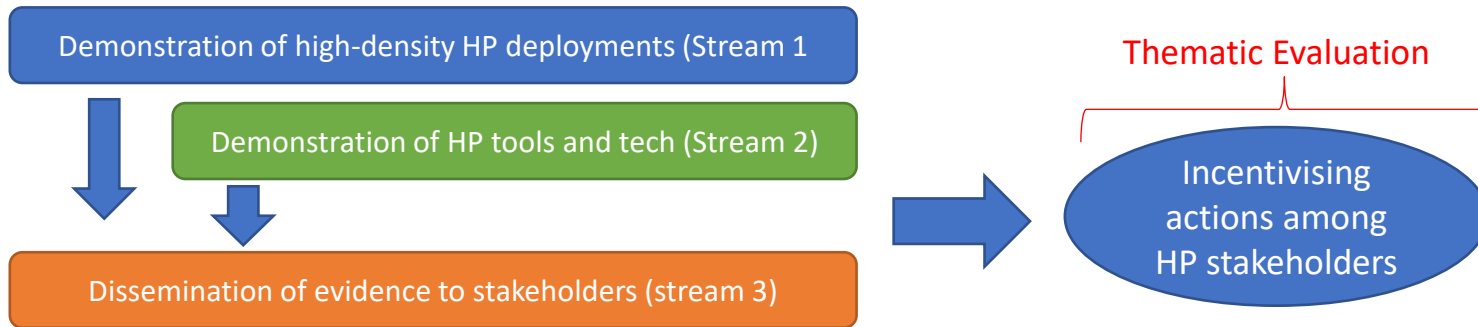 Demonstration of high-density HP deployments (Stream 1
Thematic Evaluation
Demonstration of HP tools and tech (Stream 2)
Incentivising
actions among
HP stakeholders
Dissemination of evidence to stakeholders (stream 3)